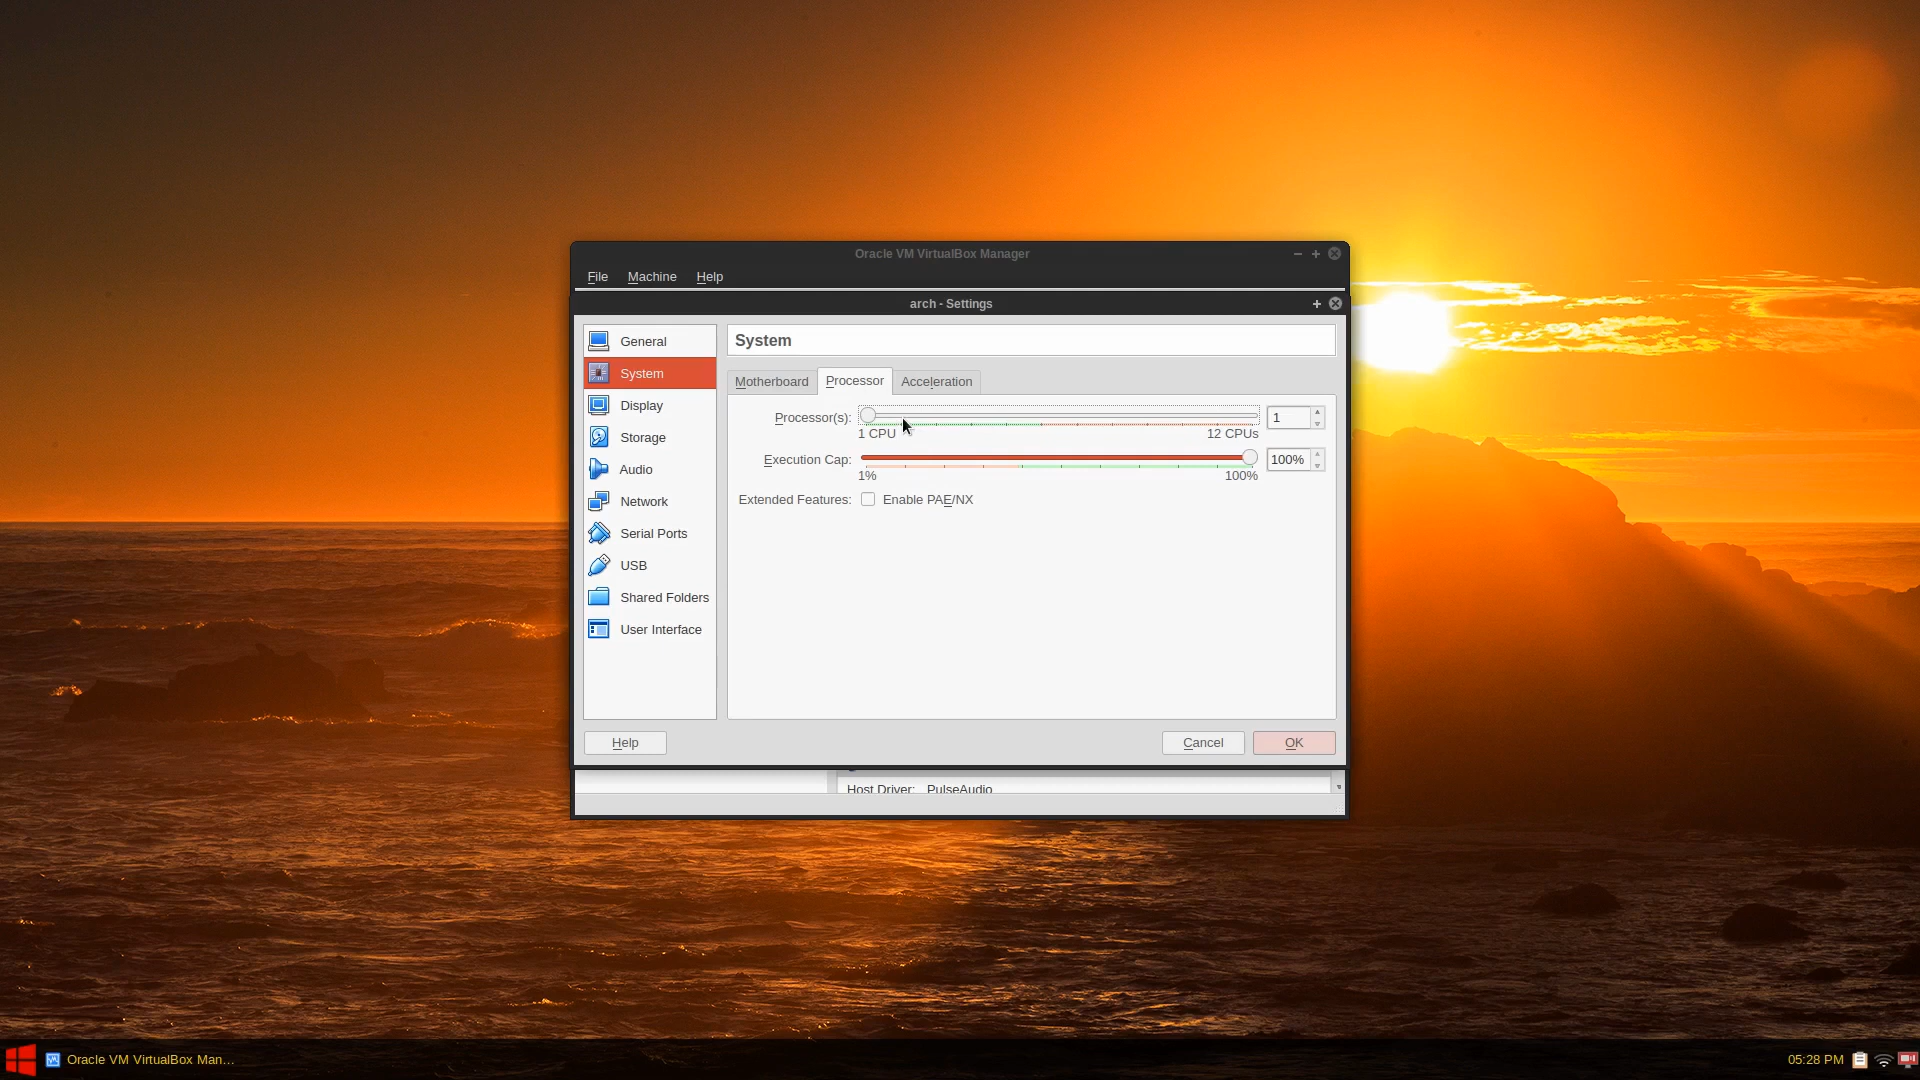 Oracle VM VirtualBox Manager
File Machine Help
arch - Settings
General
System
Display
Storage
Audio
Network
Serial Ports
USB
Shared Folders
User Interface
System
Motherboard Processor Acceleration
Processor(s): 1
1 CPU 12 CPUs
Execution Cap: 100%
1% 100%
Extended Features: Enable PAE/NX
Help Cancel OK
Host Driver: PulseAudio
Oracle VM VirtualBox Man... 05:28 PM